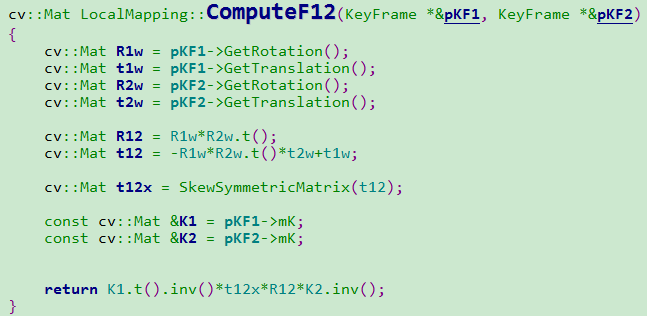 cv::Mat LocalMapping::ComputeF12(KeyFrame *&pKF1, KeyFrame *&pKF2)
{
    cv::Mat R1w = pKF1->GetRotation();
    cv::Mat t1w = pKF1->GetTranslation();
    cv::Mat R2w = pKF2->GetRotation();
    cv::Mat t2w = pKF2->GetTranslation();

    cv::Mat R12 = R1w*R2w.t();
    cv::Mat t12 = -R1w*R2w.t()*t2w+t1w;

    cv::Mat t12x = SkewSymmetricMatrix(t12);

    const cv::Mat &K1 = pKF1->mK;
    const cv::Mat &K2 = pKF2->mK;


    return K1.t().inv()*t12x*R12*K2.inv();
}